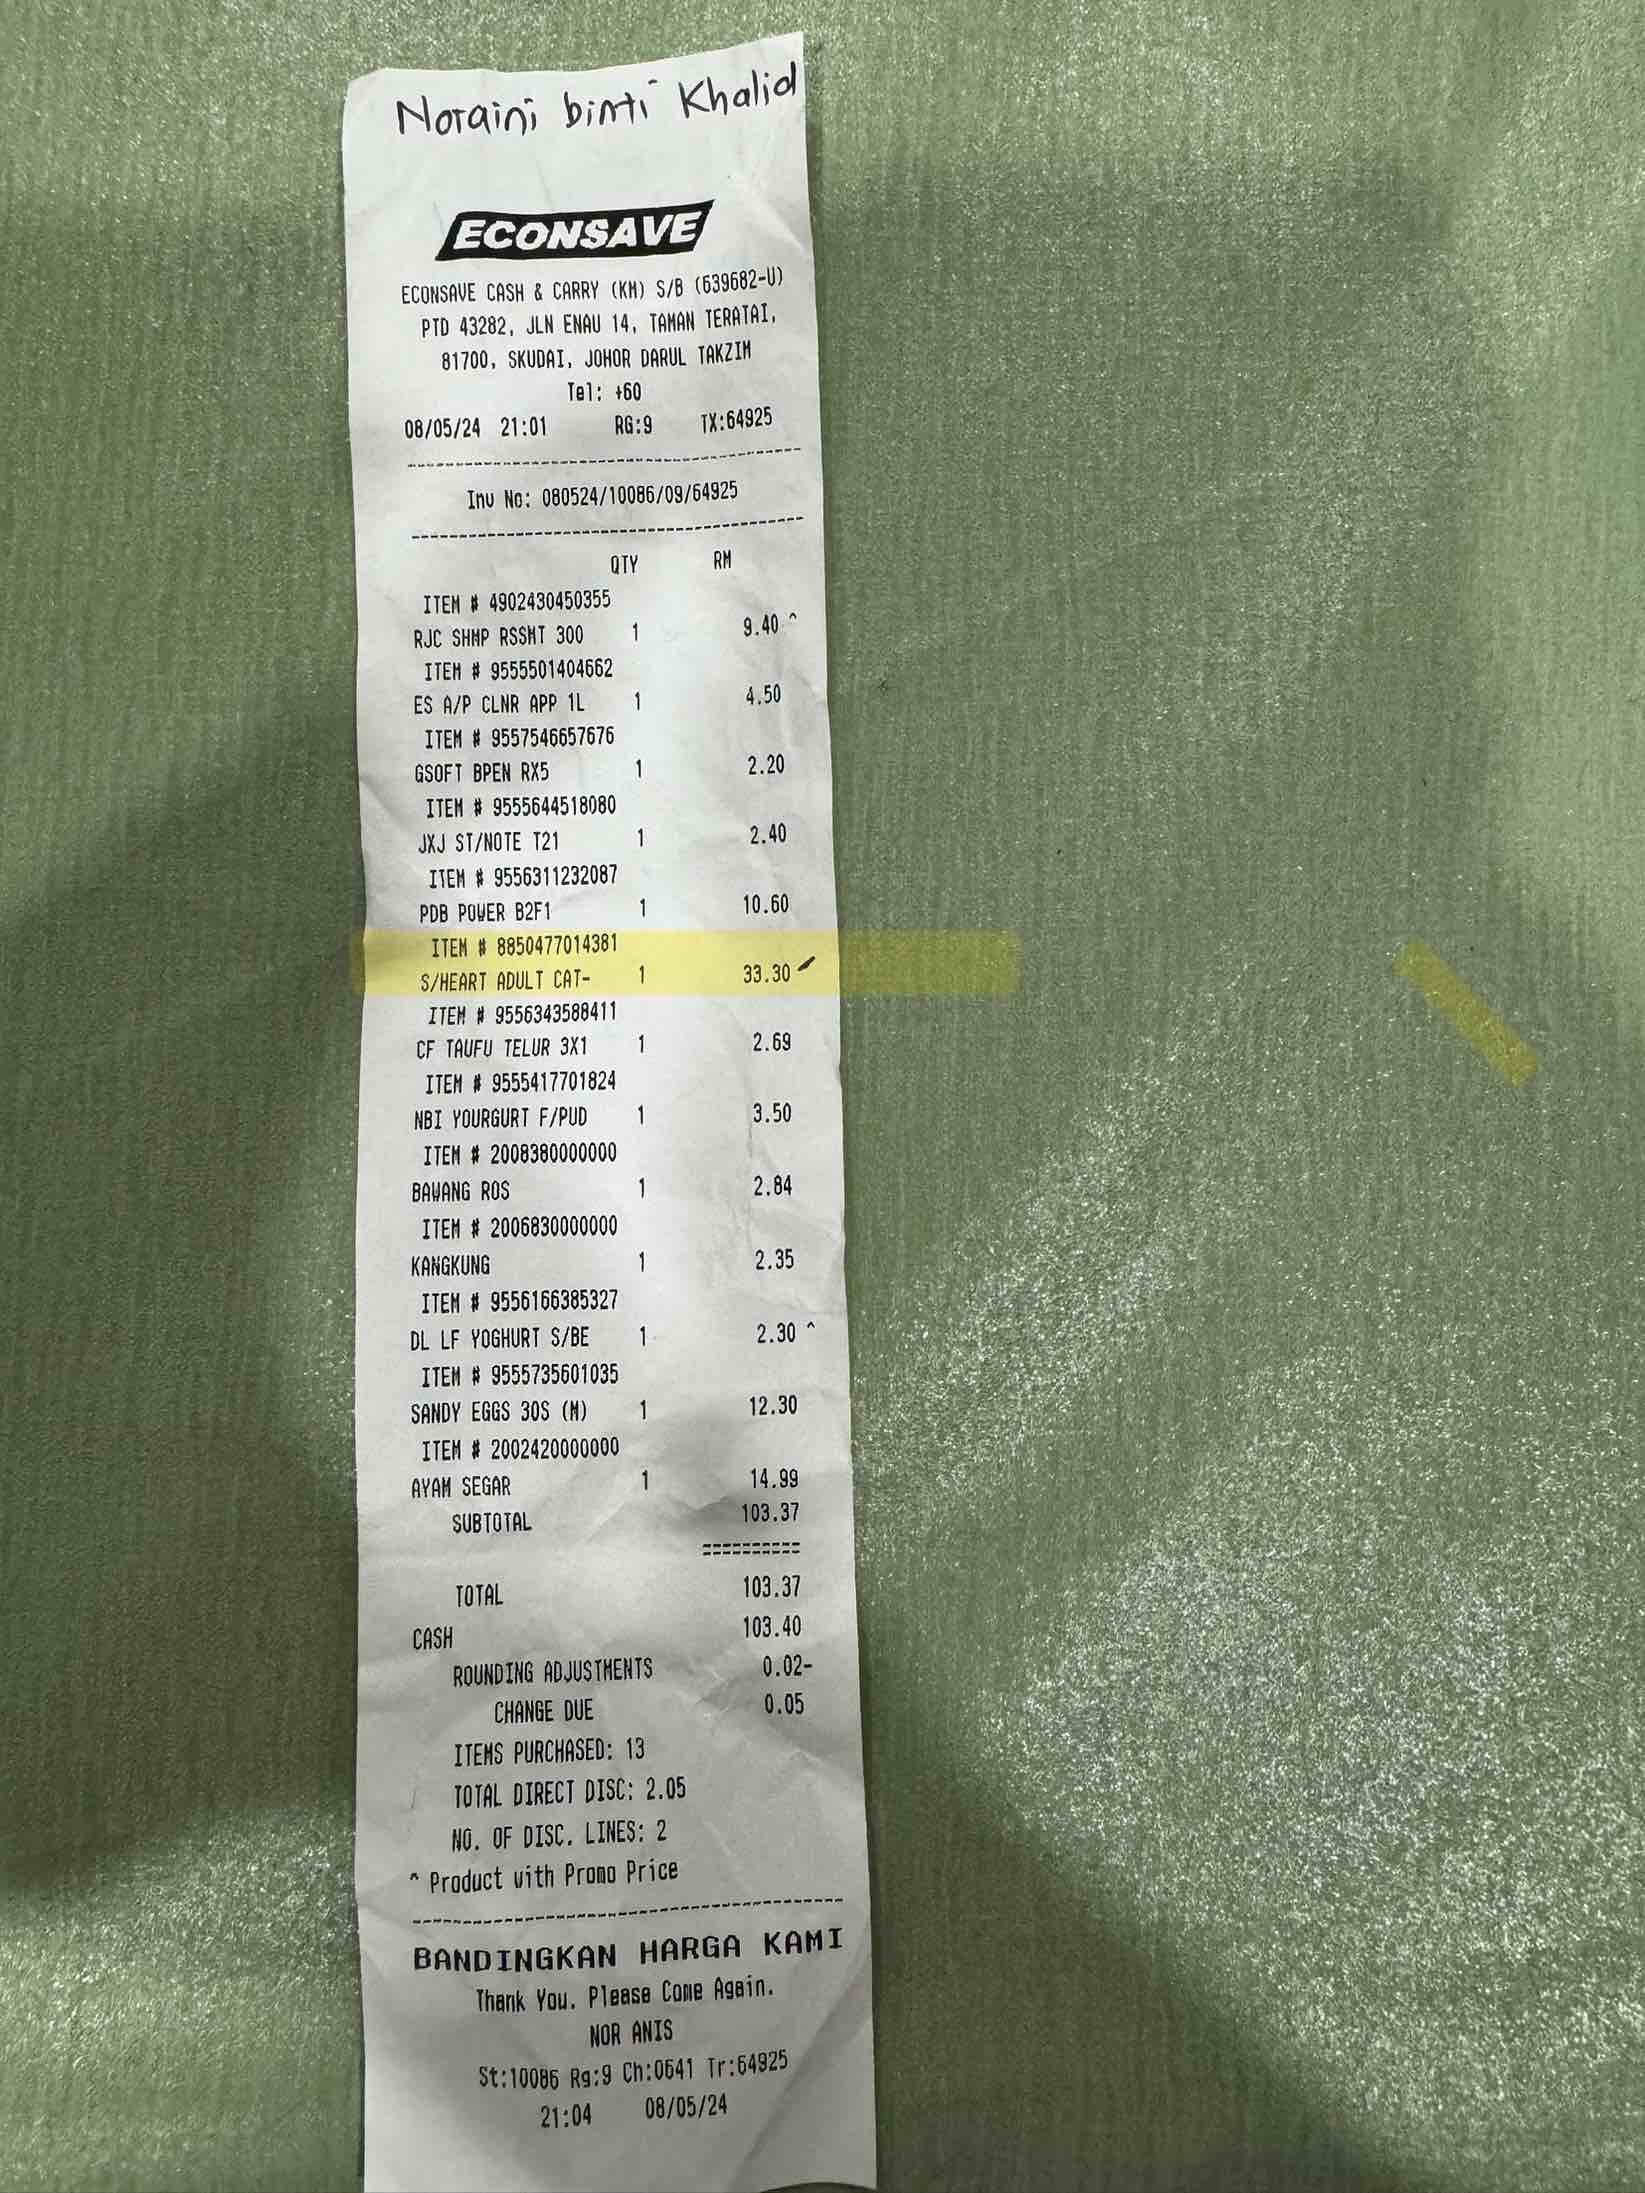 Noraini binti Khalid
ECONSAVE
ECONSAVE CASH & CARRY (KM) S/B (639682-U)
PTD 43282, JLN ENAU 14, TAMAN TERATAI,
81700, SKUDAI, JOHOR DARUL TAKZIM
Tel: +60
08/05/24 21:01 RG:9 TX:64925
Inv No: 080524/10086/09/64925
QTY RM
ITEM # 4902430450355
RJC SHMP RSSMT 300 1 9.40 ^
ITEM # 9555501404662
ES A/P CLNR APP 1L 1 4.50
ITEM # 9557546657676
GSOFT BPEN RX5 1 2.20
ITEM # 9555644518080
JXJ ST/NOTE T21 1 2.40
ITEM # 9556311232087
PDB POWER B2F1 1 10.60
ITEM # 8850477014381
S/HEART ADULT CAT- 1 33.30
ITEM # 9556343588411
CF TAUFU TELUR 3X1 1 2.69
ITEM # 9555417701824
NBI YOURGURT F/PUD 1 3.50
ITEM # 2008380000000
BAWANG ROS 1 2.84
ITEM # 2006830000000
KANGKUNG 1 2.35
ITEM # 9556166385327
DL LF YOGHURT S/BE 1 2.30 ^
ITEM # 9555735601035
SANDY EGGS 30S (M) 1 12.30
ITEM # 2002420000000
AYAM SEGAR 1 14.99
SUBTOTAL 103.37
==========
TOTAL 103.37
CASH 103.40
ROUNDING ADJUSTMENTS 0.02-
CHANGE DUE 0.05
ITEMS PURCHASED: 13
TOTAL DIRECT DISC: 2.05
NO. OF DISC. LINES: 2
^ Product with Promo Price
BANDINGKAN HARGA KAMI
Thank You. Please Come Again.
NOR ANIS
St:10086 Rg:9 Ch:0641 Tr:64925
21:04 08/05/24